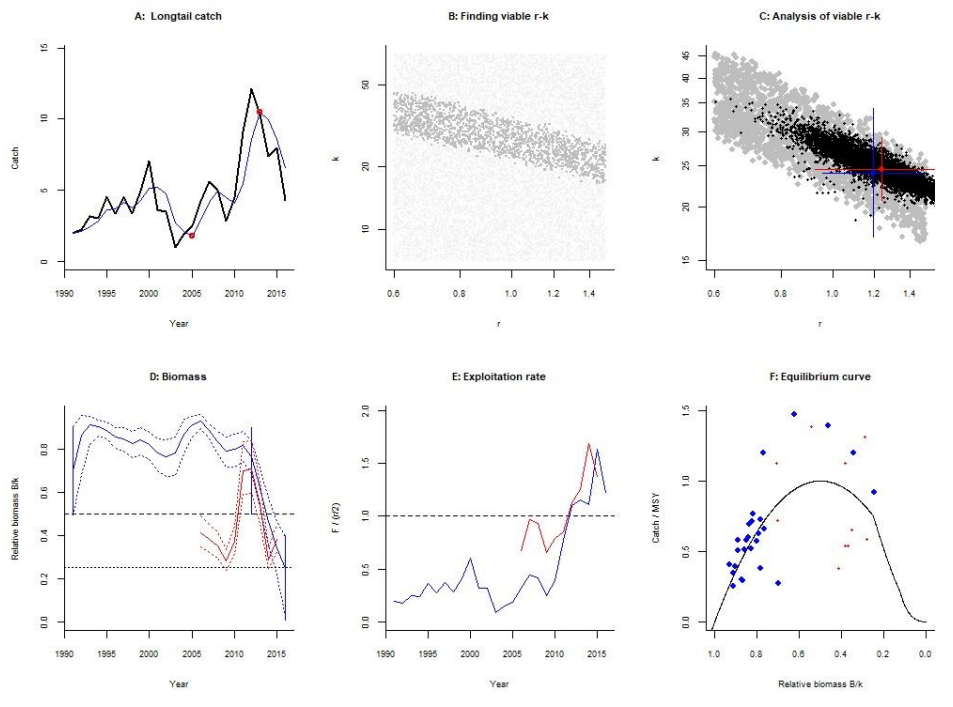 A: Longtail catch
B: Finding viable r-k
C: Analysis of viable r-k
Catch
0 5 10 15
1990 1995 2000 2005 2010 2015
Year
k
10 20 50
0.6 0.8 1.0 1.2 1.4
r
k
15 20 25 30 35 40 45
0.6 0.8 1.0 1.2 1.4
r
D: Biomass
E: Exploitation rate
F: Equilibrium curve
Relative biomass B/k
0.0 0.2 0.4 0.6 0.8
1990 1995 2000 2005 2010 2015
Year
F / (r/2)
0.0 0.5 1.0 1.5 2.0
1990 1995 2000 2005 2010 2015
Year
Catch / MSY
0.0 0.5 1.0 1.5
1.0 0.8 0.6 0.4 0.2 0.0
Relative biomass B/k